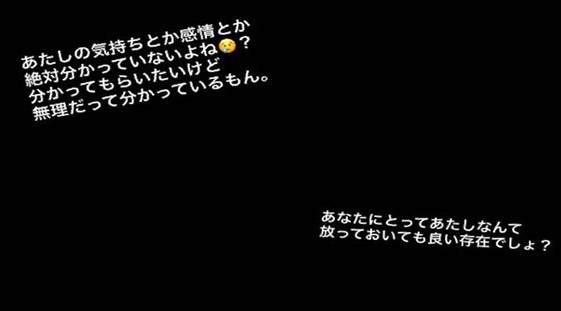 あたしの気持ちとか感情とか
絶対分かっていないよね😢？
分かってもらいたいけど
無理だって分かっているもん。
あなたにとってあたしなんて
放っておいても良い存在でしょ？